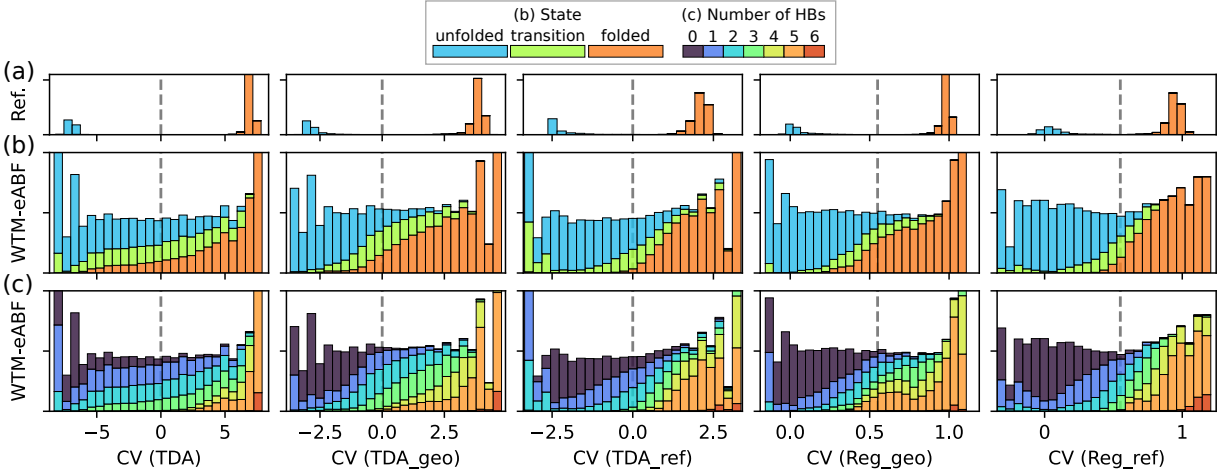 (b) State
(c) Number of HBs
unfolded transition folded
0 1 2 3 4 5 6
(a)
Ref.
(b)
WTM-eABF
(c)
WTM-eABF
−5 0 5
−2.5 0.0 2.5
−2.5 0.0 2.5
0.0 0.5 1.0
0 1
CV (TDA)
CV (TDA_geo)
CV (TDA_ref)
CV (Reg_geo)
CV (Reg_ref)